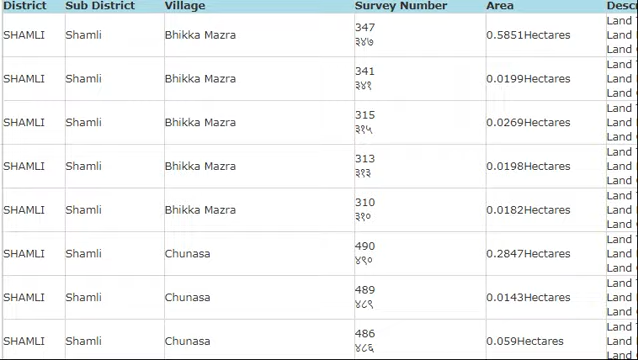 District Sub District Village Survey Number Area Descr
SHAMLI Shamli Bhikka Mazra 347 0.5851Hectares Land
३४७ Land
Land
SHAMLI Shamli Bhikka Mazra 341 0.0199Hectares Land
३४१ Land
Land
SHAMLI Shamli Bhikka Mazra 315 0.0269Hectares Land
३१५ Land
Land
SHAMLI Shamli Bhikka Mazra 313 0.0198Hectares Land
३१३ Land
Land
SHAMLI Shamli Bhikka Mazra 310 0.0182Hectares Land
३१० Land
Land
SHAMLI Shamli Chunasa 490 0.2847Hectares Land
४९० Land
Land
SHAMLI Shamli Chunasa 489 0.0143Hectares Land
४८९ Land
Land
SHAMLI Shamli Chunasa 486 0.059Hectares Land
४८६ Land
Land